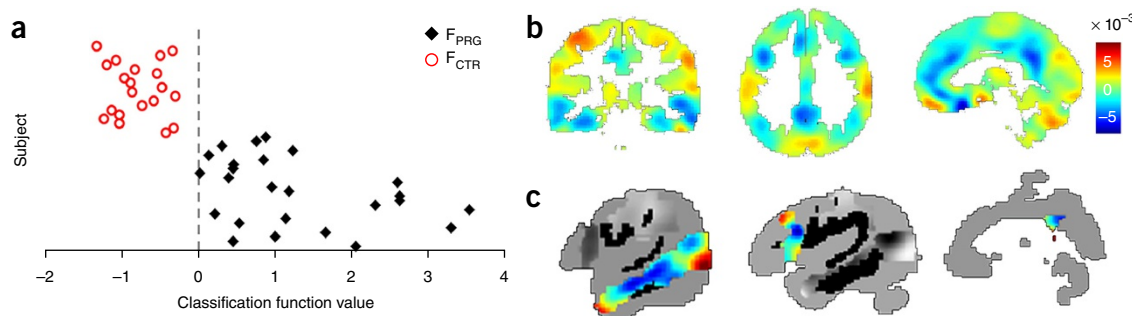 a
F_PRG
F_CTR
Subject
−2 −1 0 1 2 3 4
Classification function value
b
× 10⁻³
5
0
−5
c